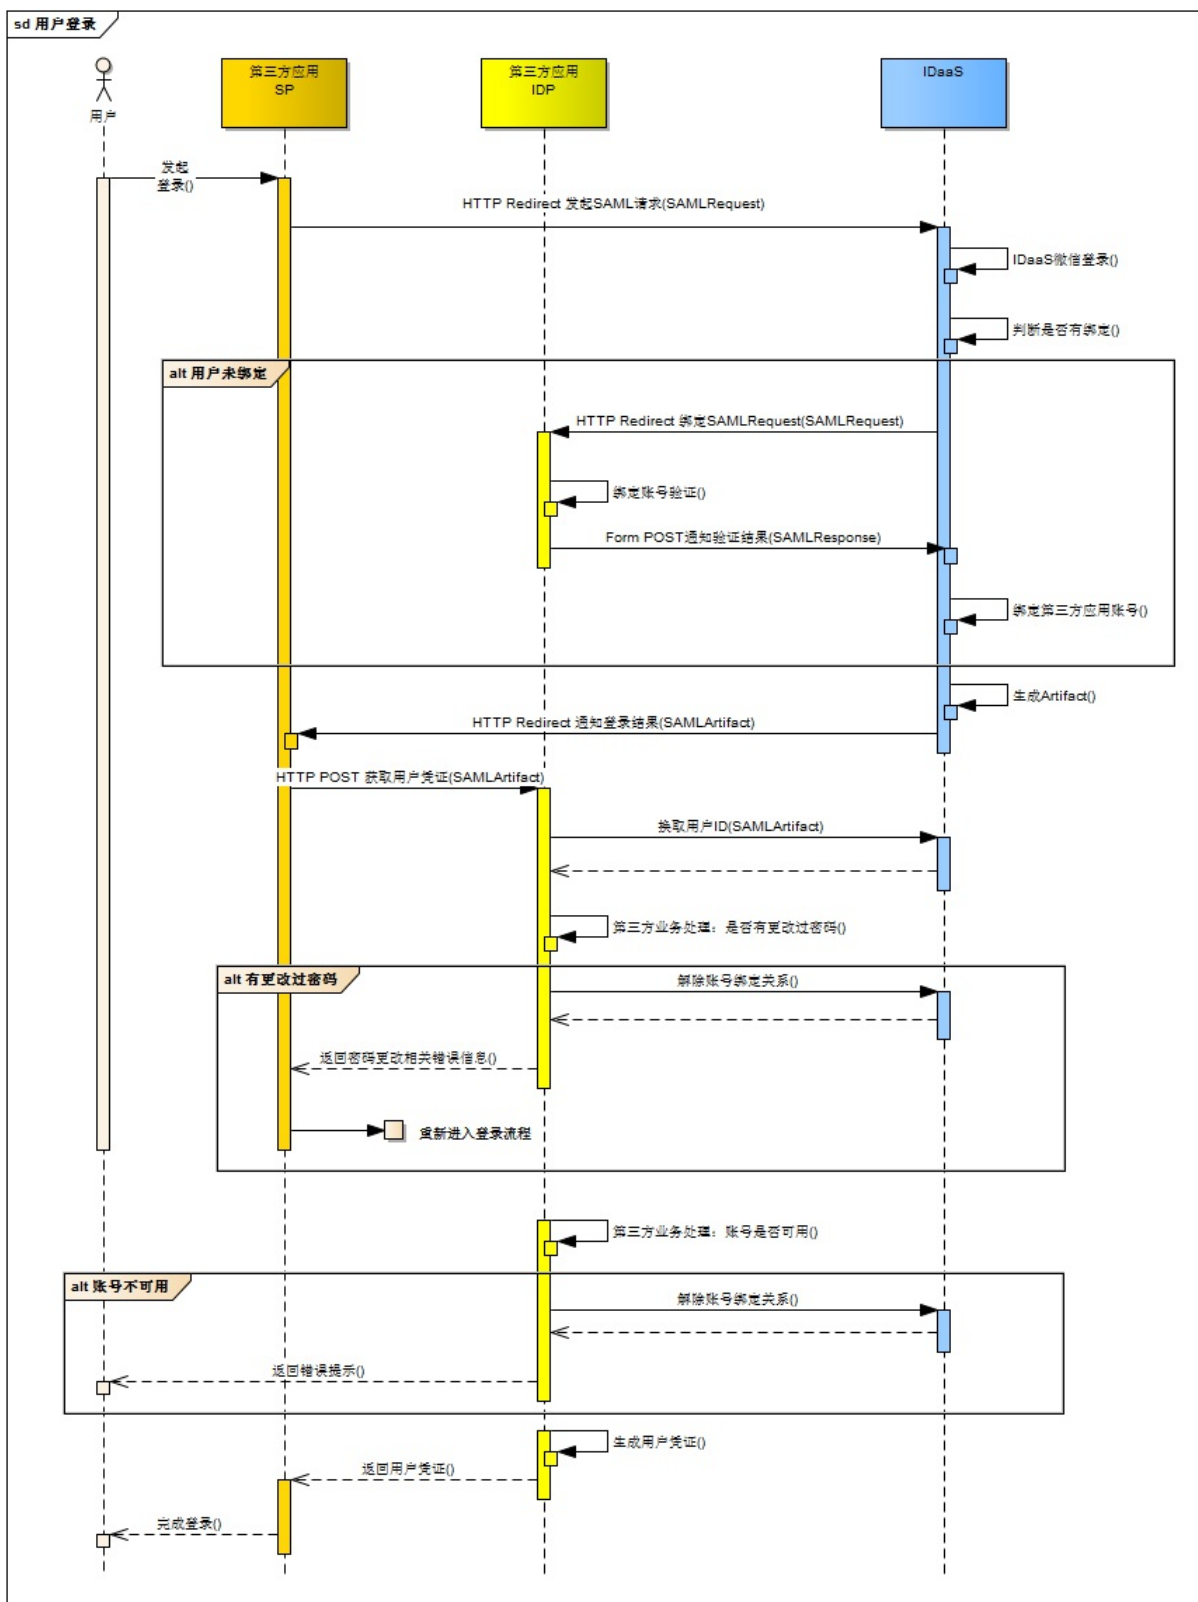 sd 用户登录
第三方应用
SP
第三方应用
IDP
IDaaS
用户
发起
登录()
HTTP Redirect 发起SAML请求(SAMLRequest)
IDaaS微信登录()
判断是否有绑定()
alt 用户未绑定
HTTP Redirect 绑定SAMLRequest(SAMLRequest)
绑定账号验证()
Form POST通知验证结果(SAMLResponse)
绑定第三方应用账号()
生成Artifact()
HTTP Redirect 通知登录结果(SAMLArtifact)
HTTP POST 获取用户凭证(SAMLArtifact)
换取用户ID(SAMLArtifact)
第三方业务处理：是否有更改过密码()
alt 有更改过密码
解除账号绑定关系()
返回密码更改相关错误信息()
重新进入登录流程
第三方业务处理：账号是否可用()
alt 账号不可用
解除账号绑定关系()
返回错误提示()
生成用户凭证()
返回用户凭证()
完成登录()